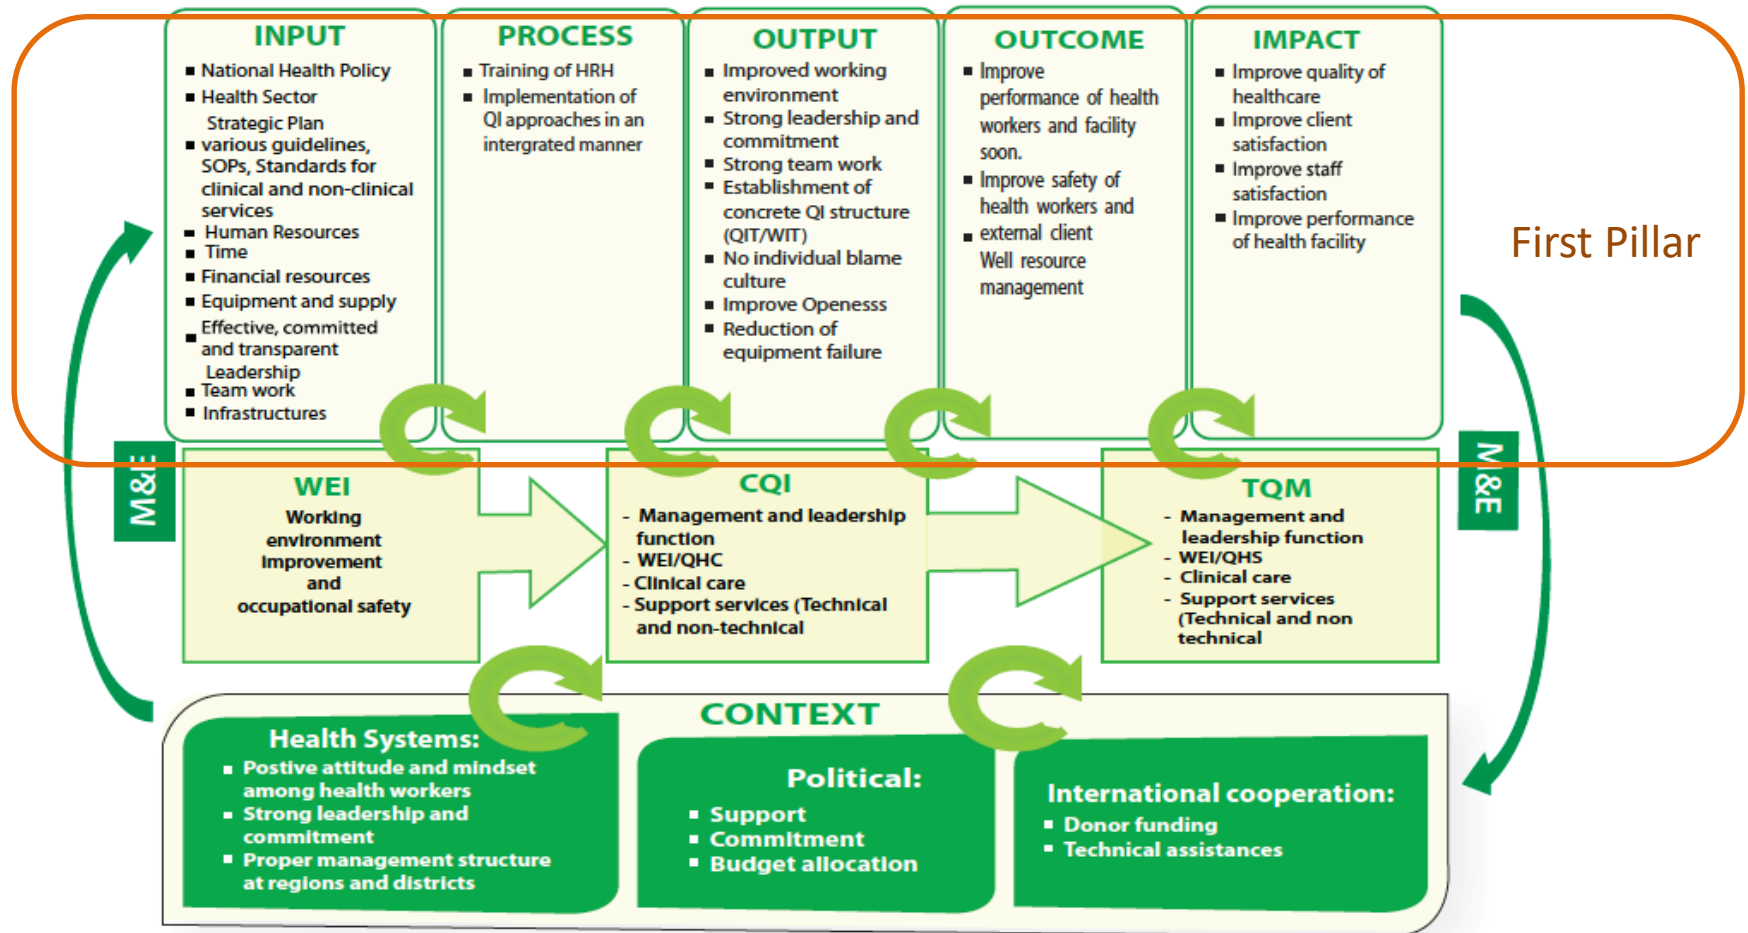 INPUT
National Health Policy
Health Sector
Strategic Plan
various guidelines,
SOPs, Standards for
clinical and non-clinical
services
Human Resources
Time
Financial resources
Equipment and supply
Effective, committed
and transparent
Leadership
Team work
Infrastructures
PROCESS
Training of HRH
Implementation of
QI approaches in an
intergrated manner
OUTPUT
Improved working
environment
Strong leadership and
commitment
Strong team work
Establishment of
concrete QI structure
(QIT/WIT)
No individual blame
culture
Improve Openesss
Reduction of
equipment failure
OUTCOME
Improve
performance of health
workers and facility
soon.
Improve safety of
health workers and
external client
Well resource
management
IMPACT
Improve quality of
healthcare
Improve client
satisfaction
Improve staff
satisfaction
Improve performance
of health facility
First Pillar
M&E
WEI
Working
environment
improvement
and
occupational safety
CQI
- Management and leadership
function
- WEI/QHC
- Clinical care
- Support services (Technical
and non-technical
TQM
- Management and
leadership function
- WEI/QHS
- Clinical care
- Support services
(Technical and non
technical
M&E
CONTEXT
Health Systems:
Postive attitude and mindset
among health workers
Strong leadership and
commitment
Proper management structure
at regions and districts
Political:
Support
Commitment
Budget allocation
International cooperation:
Donor funding
Technical assistances